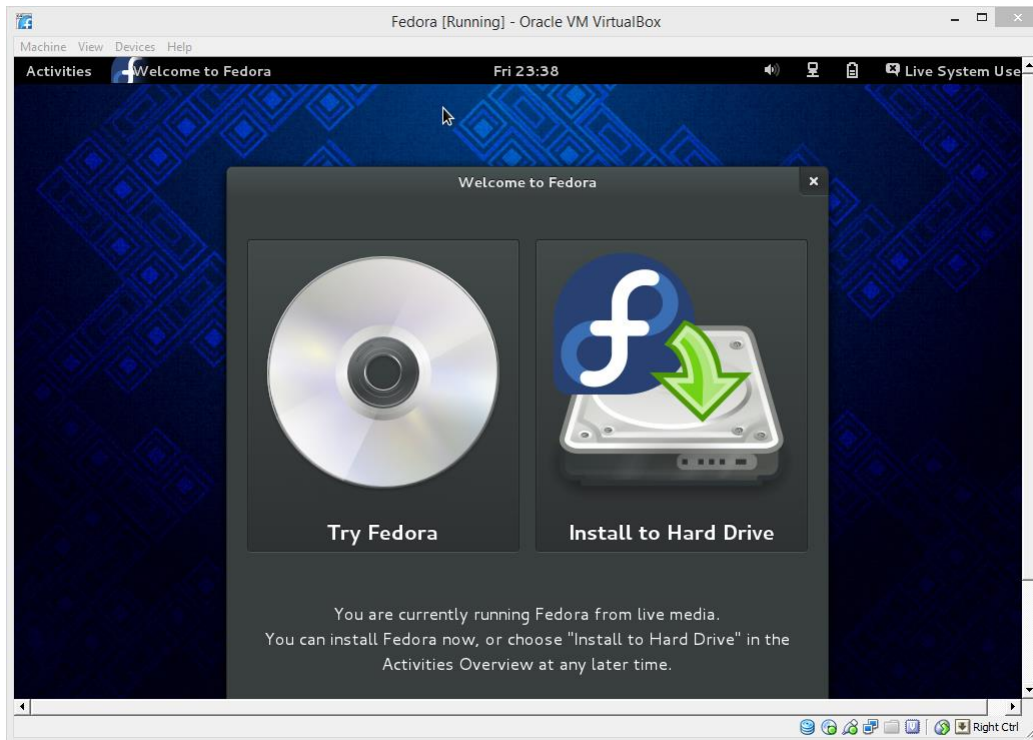 Fedora [Running] - Oracle VM VirtualBox
Machine View Devices Help
Activities Welcome to Fedora Fri 23:38 Live System Use
Welcome to Fedora
Try Fedora Install to Hard Drive
You are currently running Fedora from live media.
You can install Fedora now, or choose "Install to Hard Drive" in the
Activities Overview at any later time.
Right Ctrl